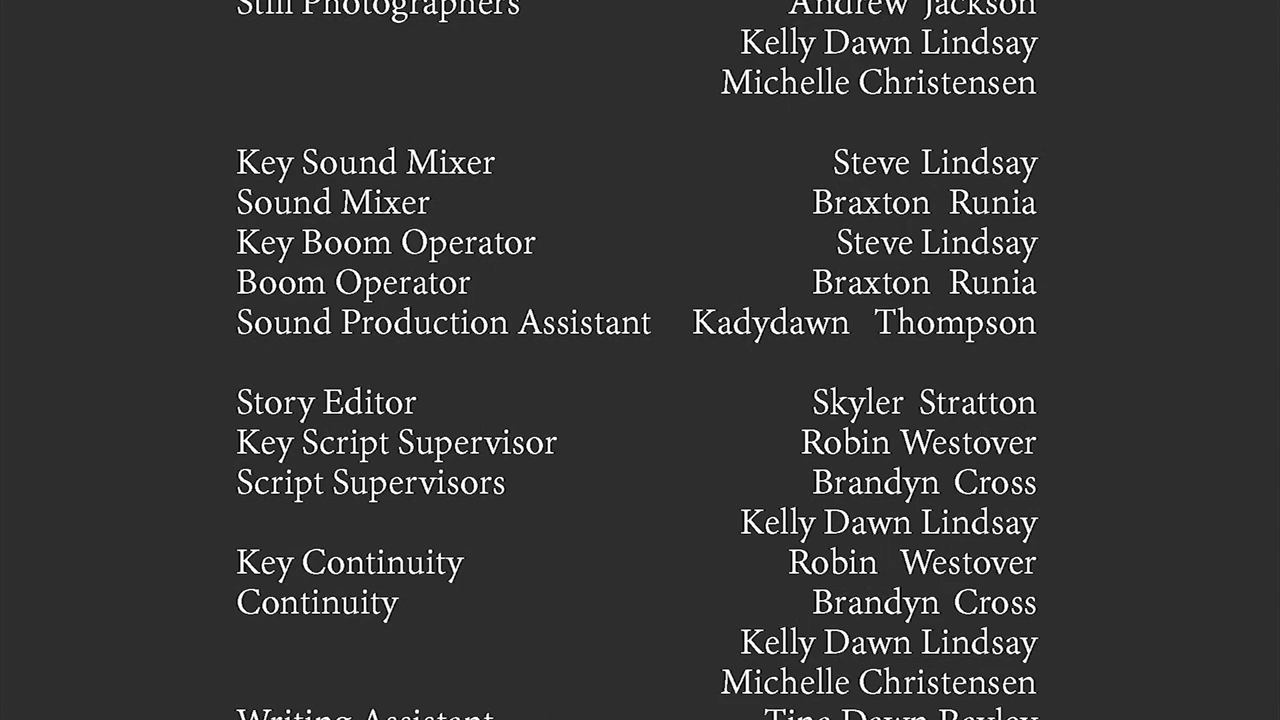 Still Photographers Andrew Jackson
Kelly Dawn Lindsay
Michelle Christensen
Key Sound Mixer Steve Lindsay
Sound Mixer Braxton Runia
Key Boom Operator Steve Lindsay
Boom Operator Braxton Runia
Sound Production Assistant Kadydawn Thompson
Story Editor Skyler Stratton
Key Script Supervisor Robin Westover
Script Supervisors Brandyn Cross
Kelly Dawn Lindsay
Key Continuity Robin Westover
Continuity Brandyn Cross
Kelly Dawn Lindsay
Michelle Christensen
Writing Assistant Tina Dawn